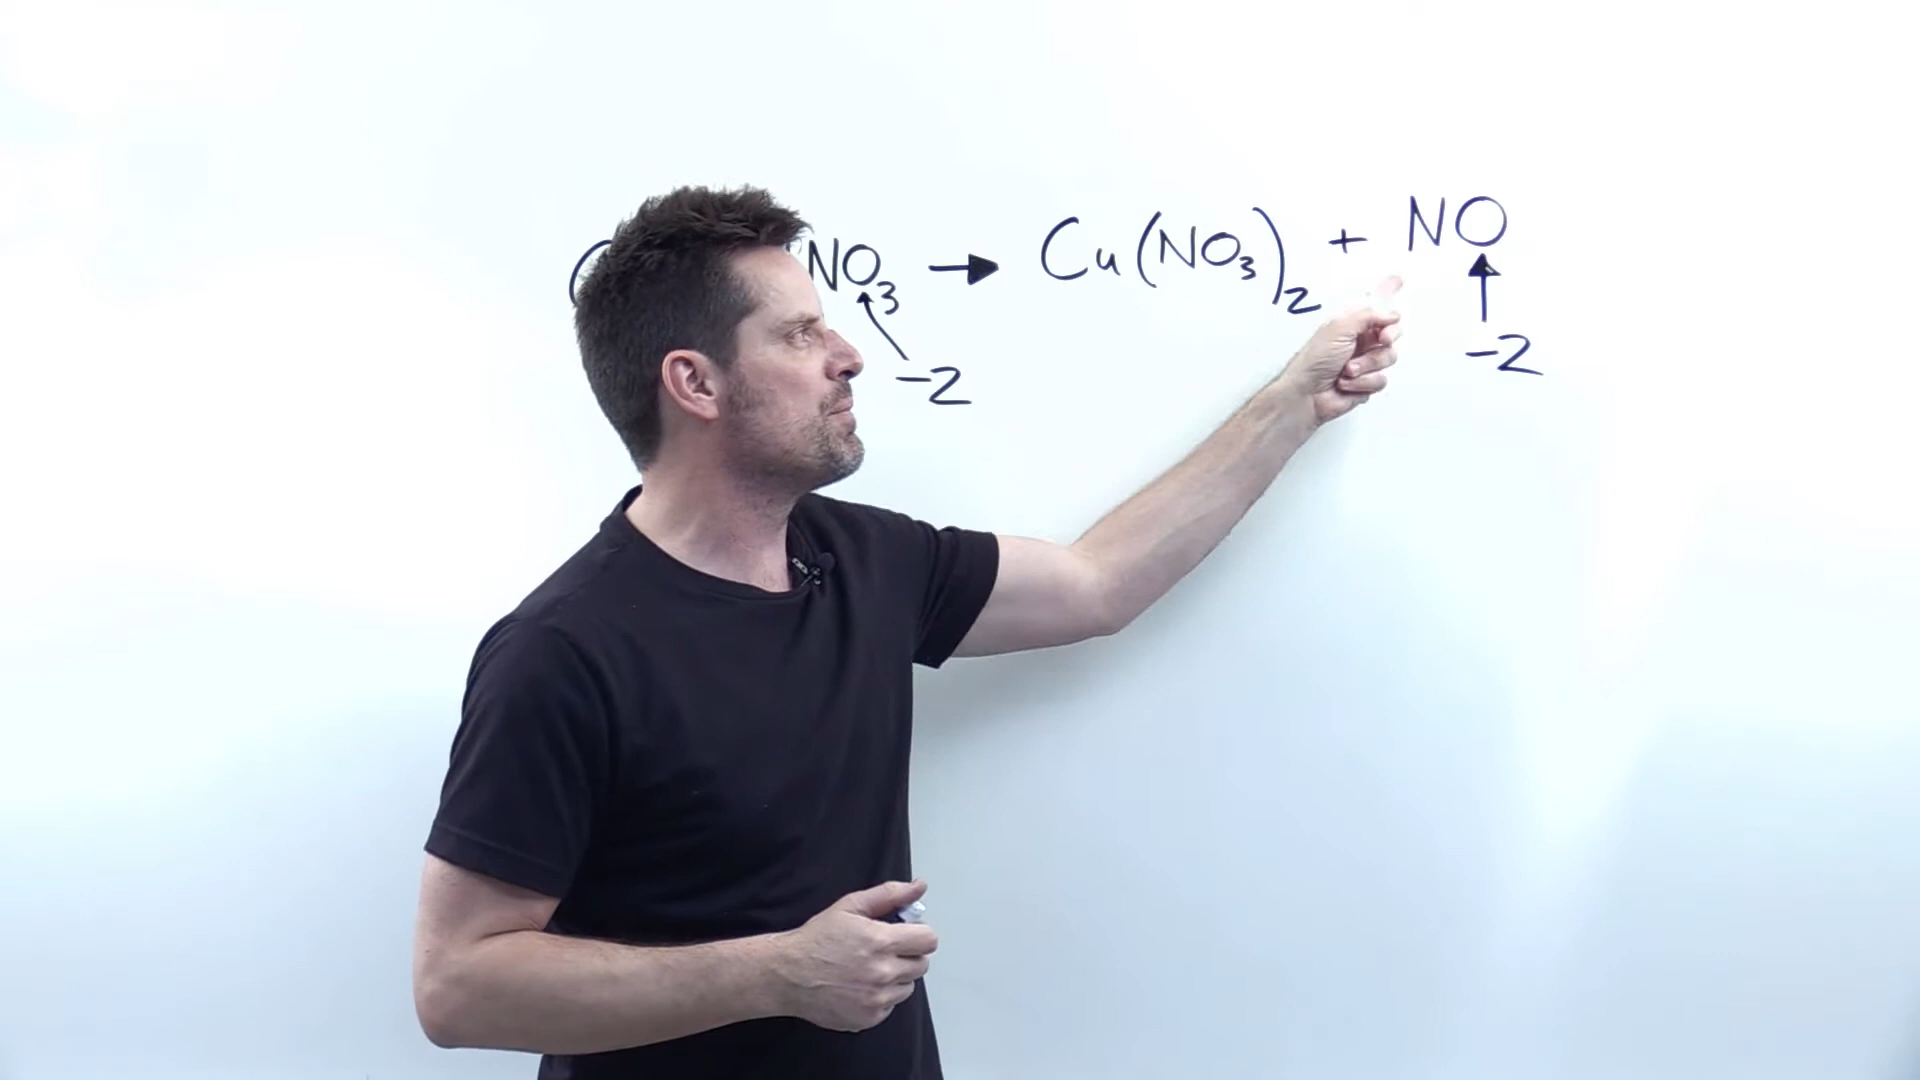 NO₃ → Cu(NO₃)₂ + NO
-2 -2